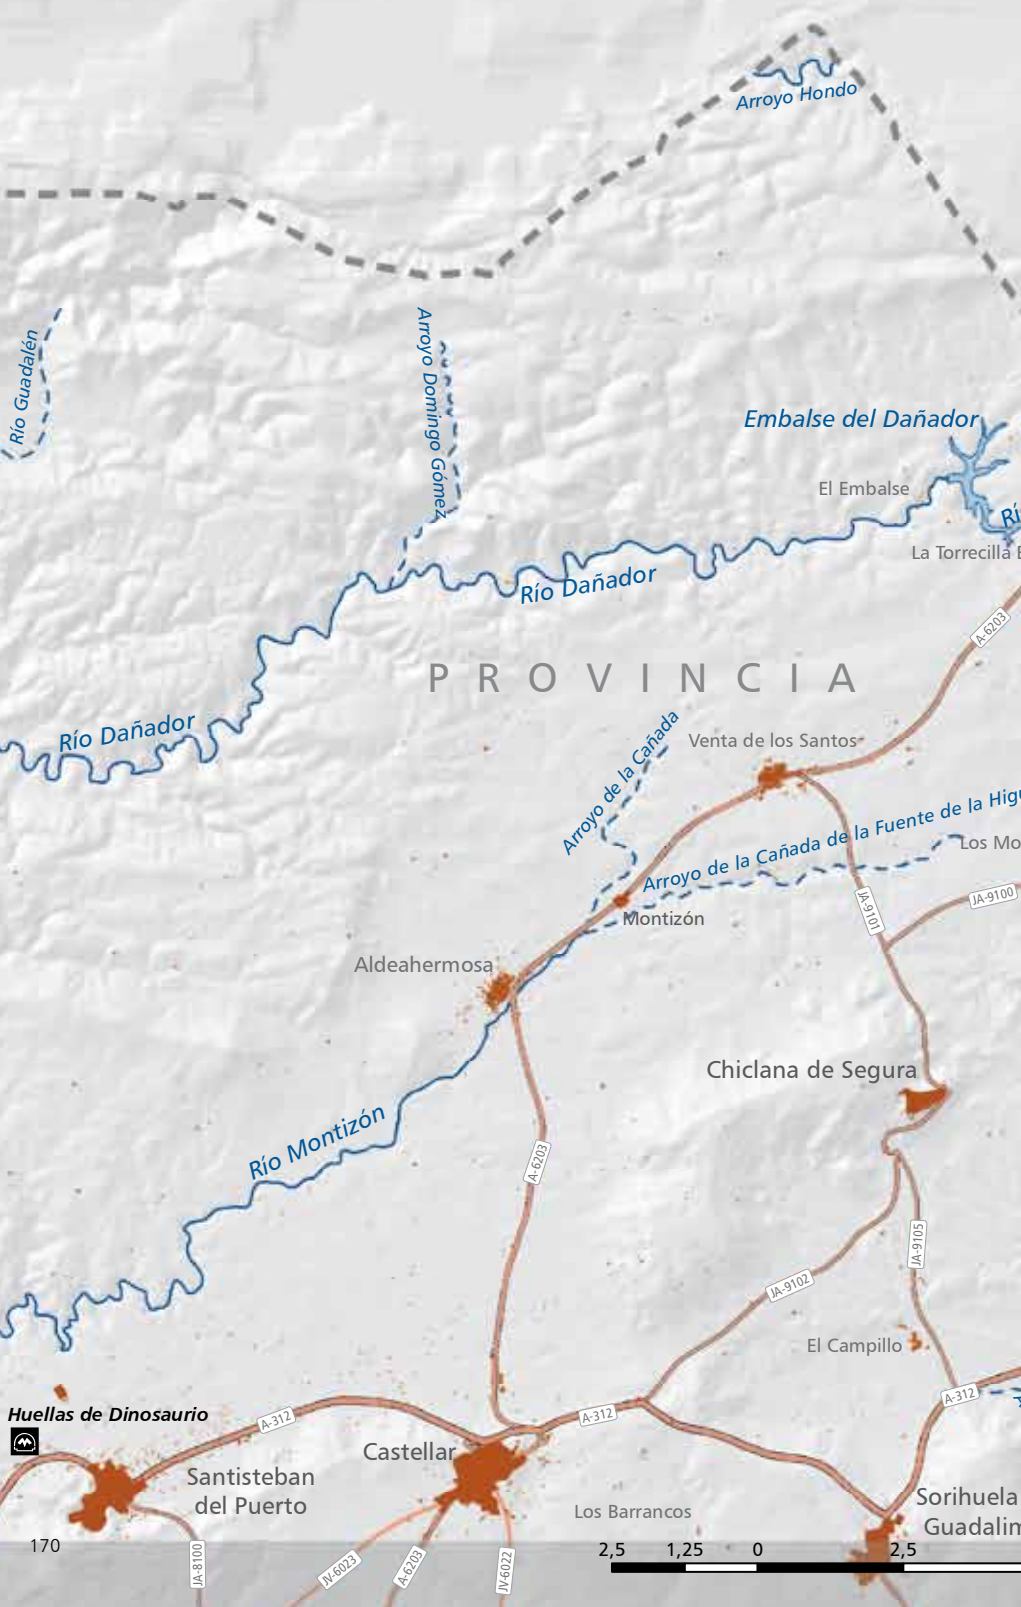 Arroyo Hondo
Río Guadalén
Arroyo Domingo Gómez
Embalse del Dañador
El Embalse
Rí
La Torrecilla E
Río Dañador
A-6203
PROVINCIA
Río Dañador
Arroyo de la Cañada
Venta de los Santos
Arroyo de la Cañada de la Fuente de la Higu
Los Mo
JA-9101
JA-9100
Montizón
Aldeahermosa
Chiclana de Segura
Río Montizón
A-6203
JA-9105
JA-9102
El Campillo
A-312
Huellas de Dinosaurio
A-312
A-312
Castellar
Santisteban
del Puerto
Sorihuela
Guadalim
Los Barrancos
170
2,5 1,25 0 2,5
JA-8100
JV-6023
A-6203
JV-6022